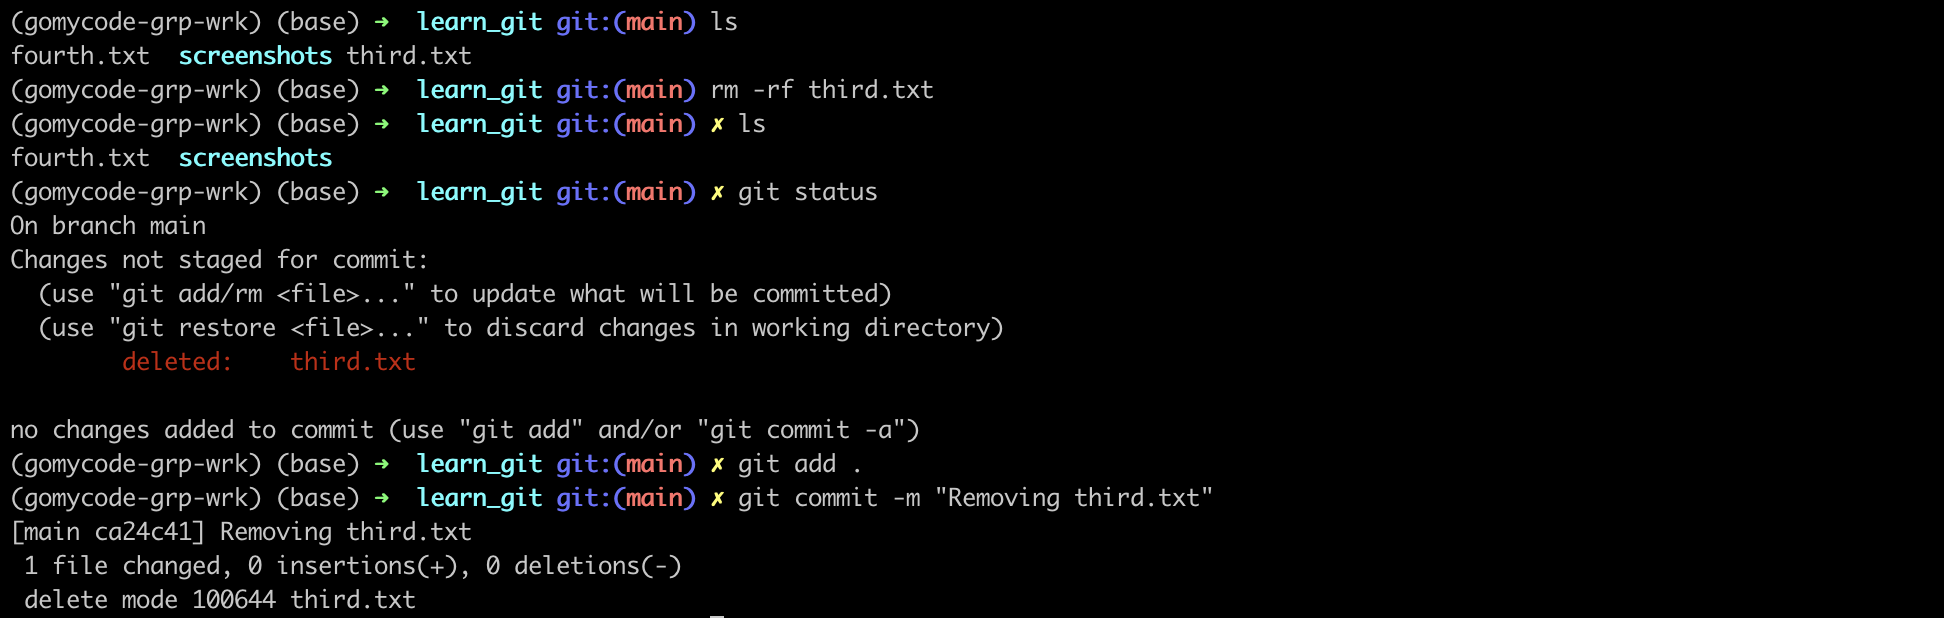 (gomycode-grp-wrk) (base) ➜  learn_git git:(main) ls
fourth.txt  screenshots third.txt
(gomycode-grp-wrk) (base) ➜  learn_git git:(main) rm -rf third.txt
(gomycode-grp-wrk) (base) ➜  learn_git git:(main) ✗ ls
fourth.txt  screenshots
(gomycode-grp-wrk) (base) ➜  learn_git git:(main) ✗ git status
On branch main
Changes not staged for commit:
  (use "git add/rm <file>..." to update what will be committed)
  (use "git restore <file>..." to discard changes in working directory)
        deleted:    third.txt

no changes added to commit (use "git add" and/or "git commit -a")
(gomycode-grp-wrk) (base) ➜  learn_git git:(main) ✗ git add .
(gomycode-grp-wrk) (base) ➜  learn_git git:(main) ✗ git commit -m "Removing third.txt"
[main ca24c41] Removing third.txt
 1 file changed, 0 insertions(+), 0 deletions(-)
 delete mode 100644 third.txt